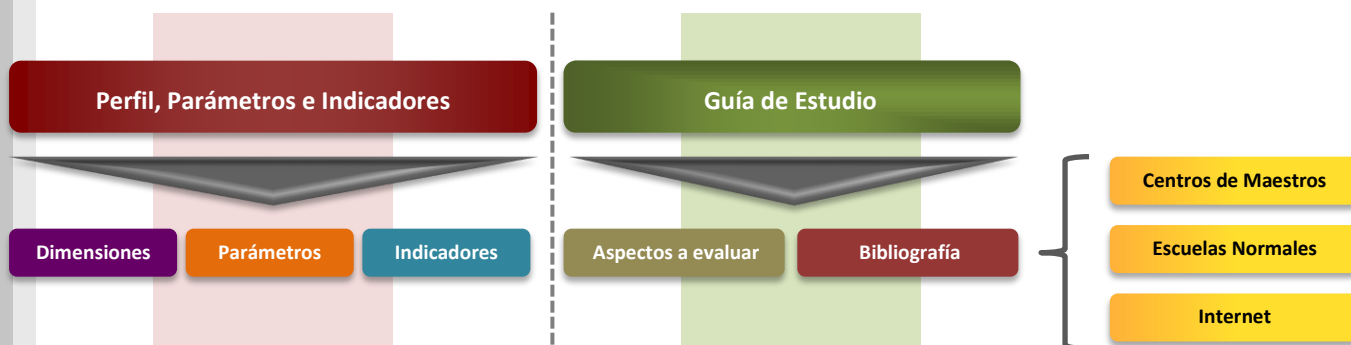 Perfil, Parámetros e Indicadores
Guía de Estudio
Dimensiones
Parámetros
Indicadores
Aspectos a evaluar
Bibliografía
Centros de Maestros
Escuelas Normales
Internet